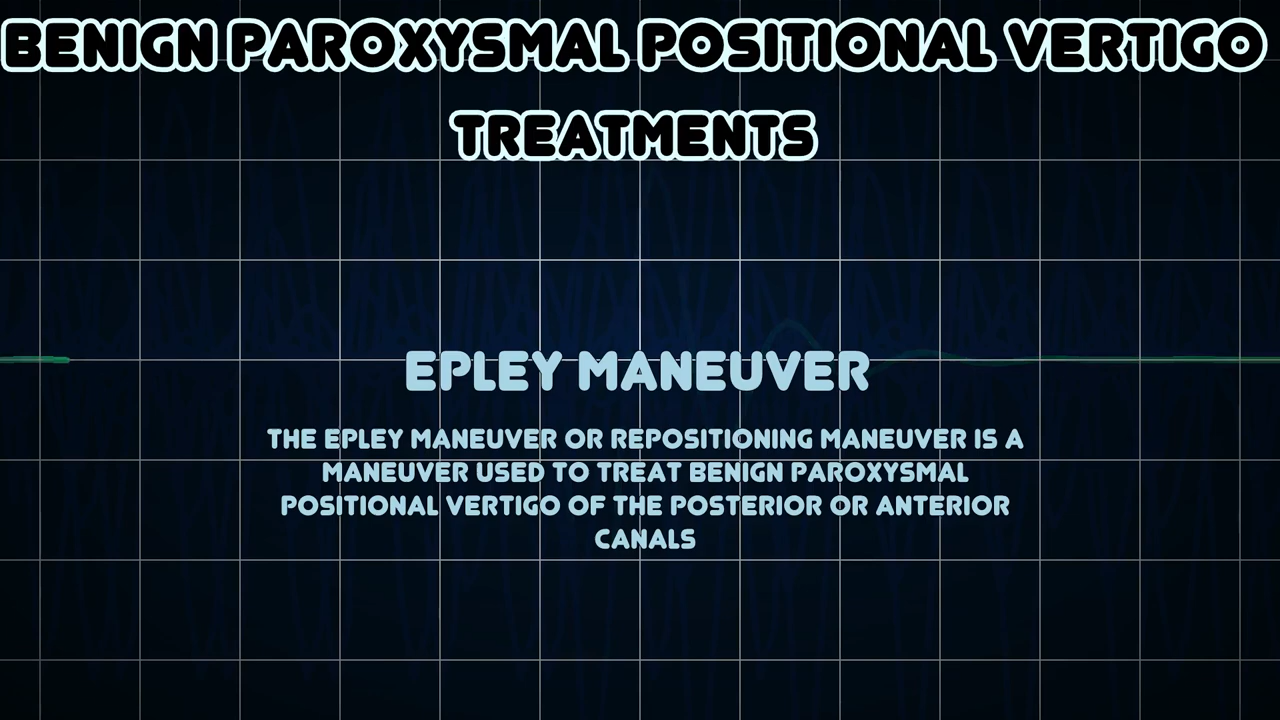 BENIGN PAROXYSMAL POSITIONAL VERTIGO
TREATMENTS
EPLEY MANEUVER
THE EPLEY MANEUVER OR REPOSITIONING MANEUVER IS A
MANEUVER USED TO TREAT BENIGN PAROXYSMAL
POSITIONAL VERTIGO OF THE POSTERIOR OR ANTERIOR
CANALS